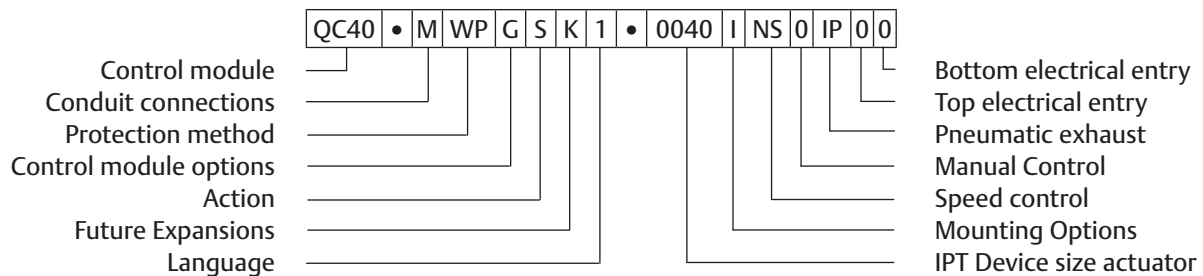 QC40 • M WP G S K 1 • 0040 I NS 0 IP 0 0
Control module
Conduit connections
Protection method
Control module options
Action
Future Expansions
Language
Bottom electrical entry
Top electrical entry
Pneumatic exhaust
Manual Control
Speed control
Mounting Options
IPT Device size actuator